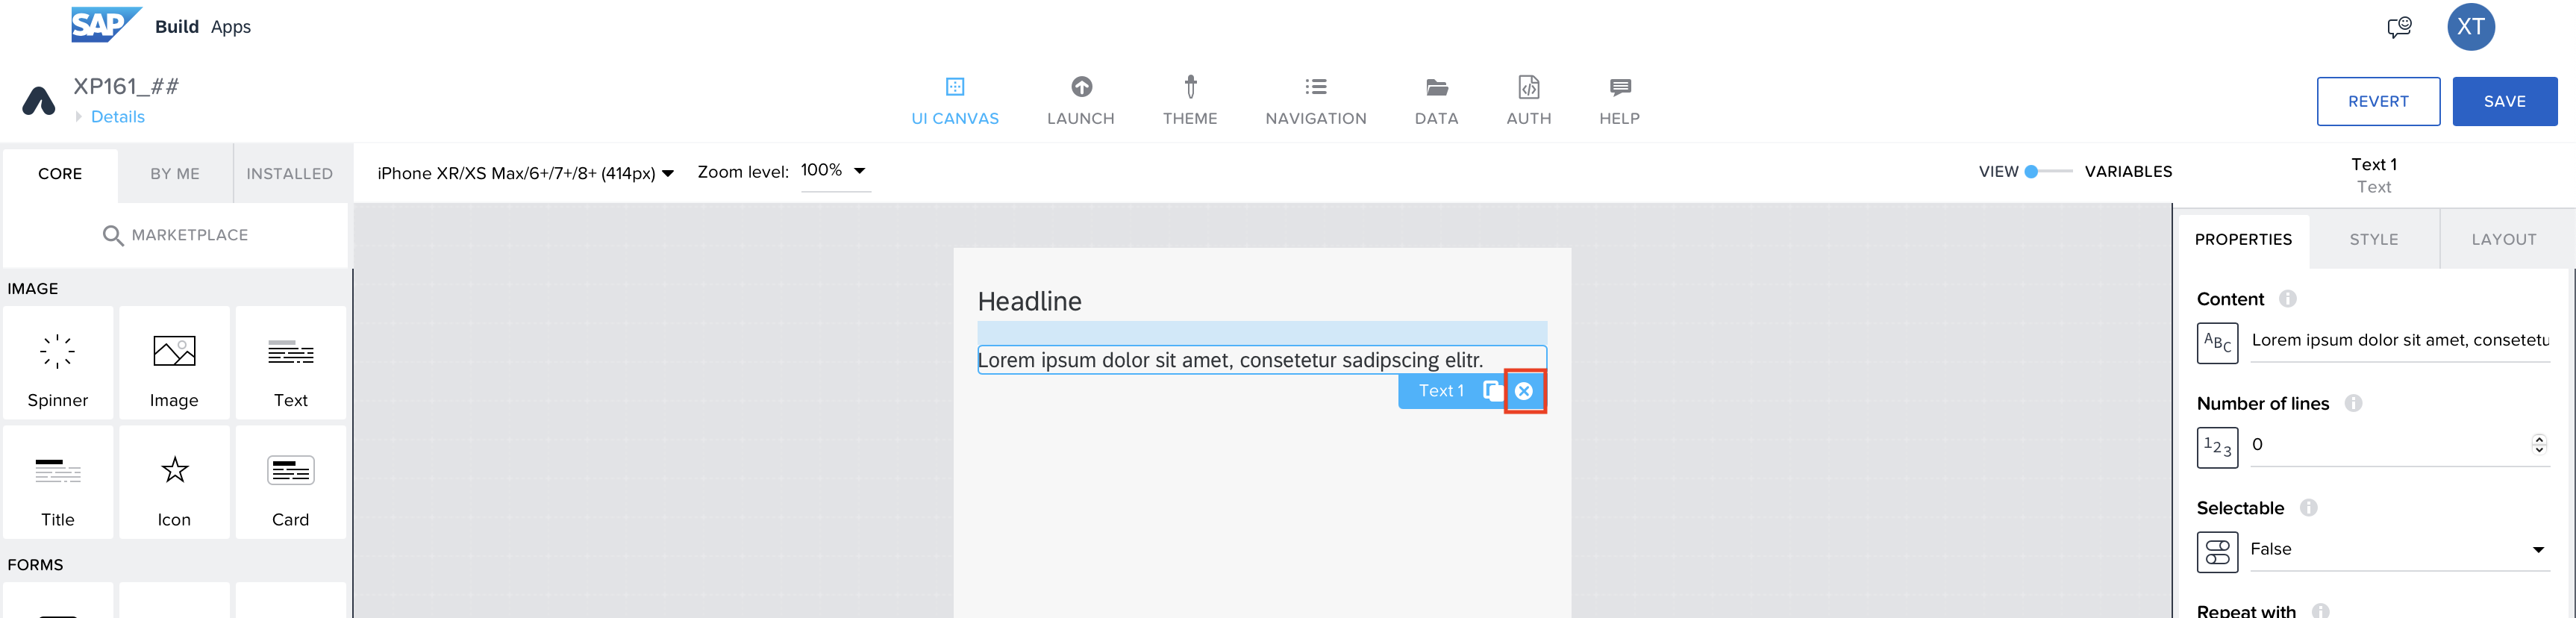 SAP Build Apps
XT
XP161_##
Details
UI CANVAS
LAUNCH
THEME
NAVIGATION
DATA
AUTH
HELP
REVERT
SAVE
CORE
BY ME
INSTALLED
iPhone XR/XS Max/6+/7+/8+ (414px)
Zoom level: 100%
VIEW
VARIABLES
Text 1
Text
MARKETPLACE
PROPERTIES
STYLE
LAYOUT
IMAGE
Spinner
Image
Text
Title
Icon
Card
FORMS
Headline
Lorem ipsum dolor sit amet, consetetur sadipscing elitr.
Text 1
Content
ABC
Lorem ipsum dolor sit amet, consetetu
Number of lines
123
0
Selectable
False
Repeat with